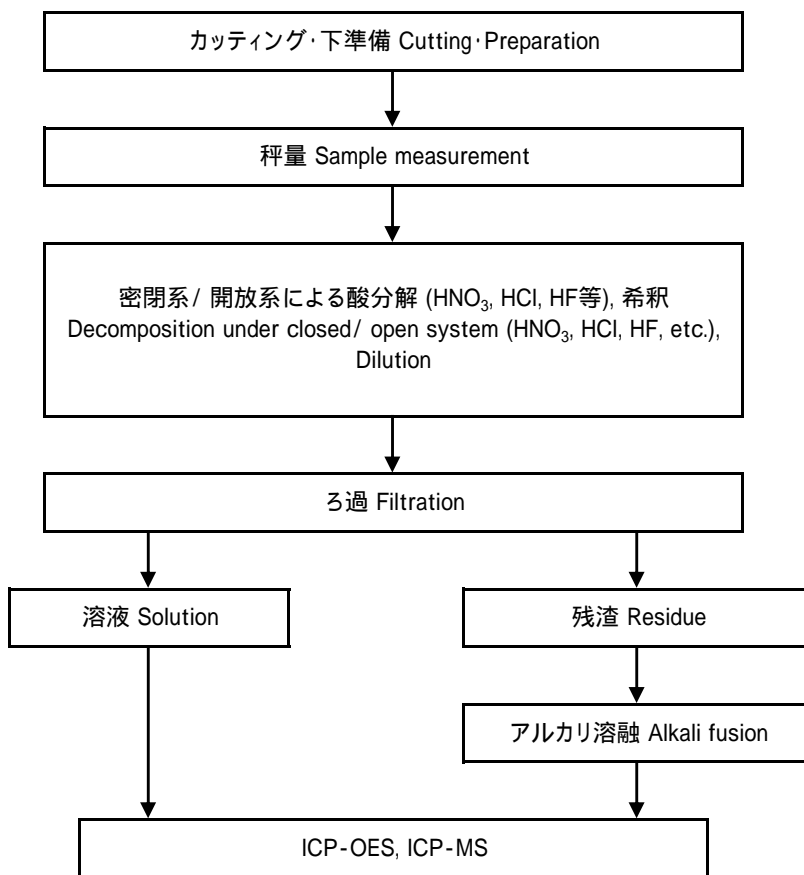 カッティング･下準備 Cutting･Preparation
秤量 Sample measurement
密閉系/ 開放系による酸分解 (HNO₃, HCl, HF等), 希釈
Decomposition under closed/ open system (HNO₃, HCl, HF, etc.),
Dilution
ろ過 Filtration
溶液 Solution
残渣 Residue
アルカリ溶融 Alkali fusion
ICP-OES, ICP-MS